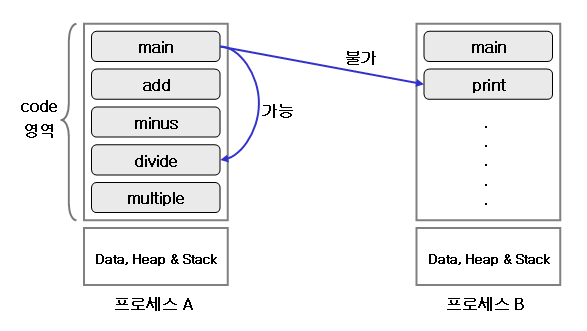 code
영역
main
add
minus
divide
multiple
Data, Heap & Stack
프로세스 A
가능
불가
main
print
.
.
.
.
.
Data, Heap & Stack
프로세스 B